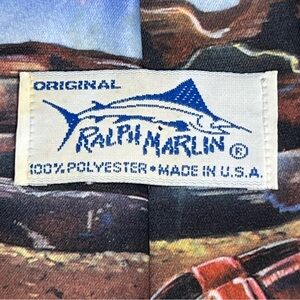 ORIGINAL
RALPH MARLIN ®
100% POLYESTER • MADE IN U.S.A.